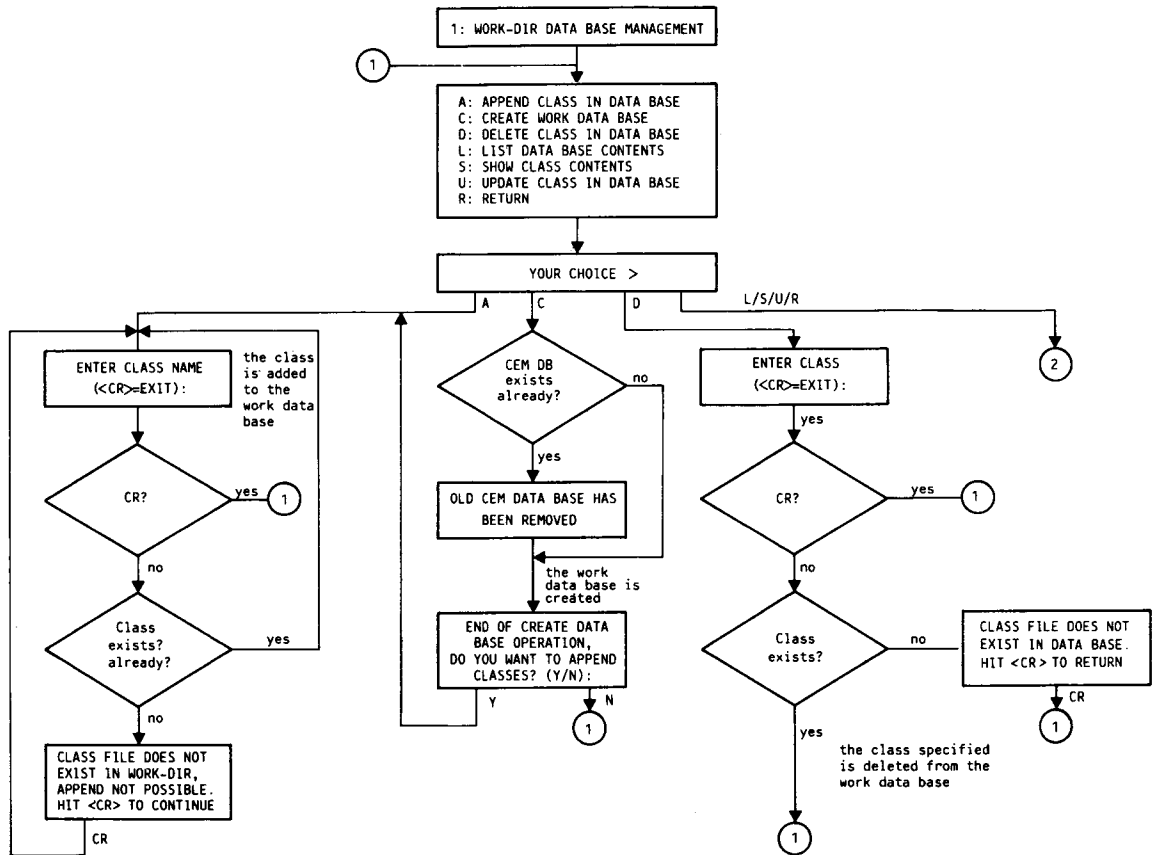 1: WORK-DIR DATA BASE MANAGEMENT
1
A: APPEND CLASS IN DATA BASE
C: CREATE WORK DATA BASE
D: DELETE CLASS IN DATA BASE
L: LIST DATA BASE CONTENTS
S: SHOW CLASS CONTENTS
U: UPDATE CLASS IN DATA BASE
R: RETURN
YOUR CHOICE >
A
C
D
L/S/U/R
2
ENTER CLASS NAME
(<CR>=EXIT):
the class
is added
to the
work data
base
CR?
yes
1
no
Class
exists?
already?
yes
no
CLASS FILE DOES NOT
EXIST IN WORK-DIR,
APPEND NOT POSSIBLE.
HIT <CR> TO CONTINUE
CR
CEM DB
exists
already?
no
yes
OLD CEM DATA BASE HAS
BEEN REMOVED
the work
data base is
created
END OF CREATE DATA
BASE OPERATION,
DO YOU WANT TO APPEND
CLASSES? (Y/N):
Y
N
1
ENTER CLASS
(<CR>=EXIT):
yes
CR?
yes
1
no
Class
exists?
no
CLASS FILE DOES NOT
EXIST IN DATA BASE.
HIT <CR> TO RETURN
CR
1
yes
the class specified
is deleted from the
work data base
1